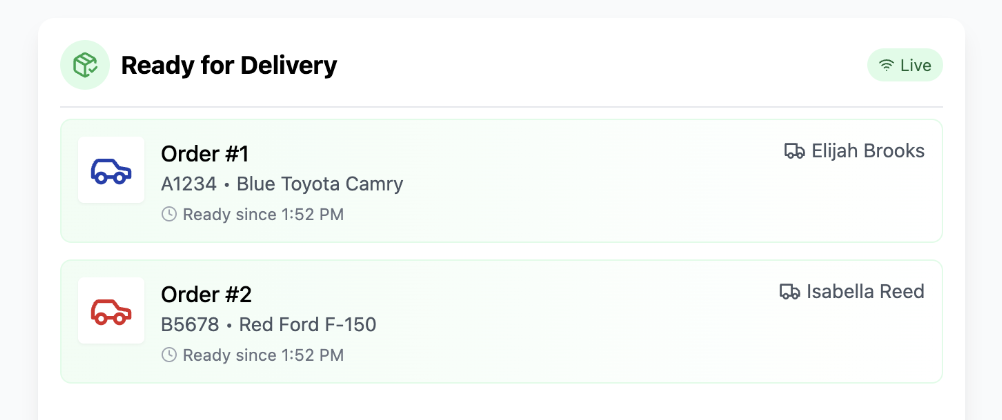 Ready for Delivery
Live
Order #1
Elijah Brooks
A1234 • Blue Toyota Camry
Ready since 1:52 PM
Order #2
Isabella Reed
B5678 • Red Ford F-150
Ready since 1:52 PM